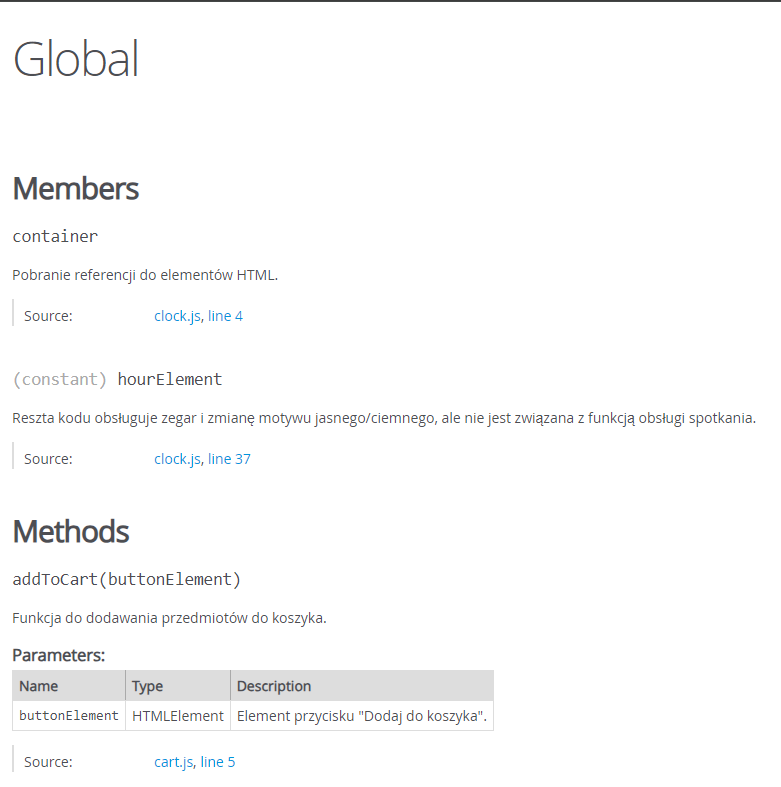 Global
Members
container
Pobranie referencji do elementów HTML.
Source: clock.js, line 4
(constant) hourElement
Reszta kodu obsługuje zegar i zmianę motywu jasnego/ciemnego, ale nie jest związana z funkcją obsługi spotkania.
Source: clock.js, line 37
Methods
addToCart(buttonElement)
Funkcja do dodawania przedmiotów do koszyka.
Parameters:
Name Type Description
buttonElement HTMLElement Element przycisku "Dodaj do koszyka".
Source: cart.js, line 5